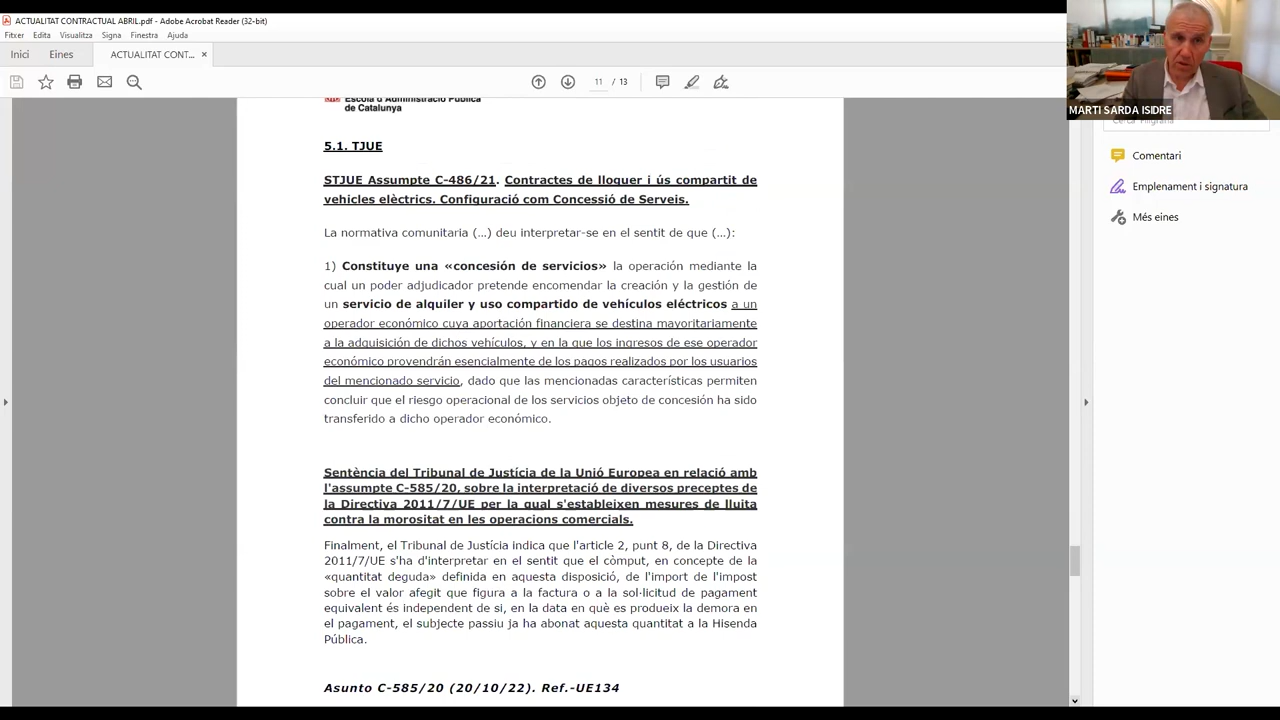 ACTUALITAT CONTRACTUAL ABRIL.pdf - Adobe Acrobat Reader (32-bit)
Fitxer Edita Visualitza Signa Finestra Ajuda
Inici Eines ACTUALITAT CONT... ×
11 / 13
MARTI SARDA ISIDRE
Escola d'Administració Pública
de Catalunya
Comentari
Emplenament i signatura
Més eines
5.1. TJUE
STJUE Assumpte C-486/21. Contractes de lloguer i ús compartit de
vehicles elèctrics. Configuració com Concessió de Serveis.
La normativa comunitaria (...) deu interpretar-se en el sentit de que (...):
1) Constituye una «concesión de servicios» la operación mediante la
cual un poder adjudicador pretende encomendar la creación y la gestión de
un servicio de alquiler y uso compartido de vehículos eléctricos a un
operador económico cuya aportación financiera se destina mayoritariamente
a la adquisición de dichos vehículos, y en la que los ingresos de ese operador
económico provendrán esencialmente de los pagos realizados por los usuarios
del mencionado servicio, dado que las mencionadas características permiten
concluir que el riesgo operacional de los servicios objeto de concesión ha sido
transferido a dicho operador económico.
Sentència del Tribunal de Justícia de la Unió Europea en relació amb
l'assumpte C-585/20, sobre la interpretació de diversos preceptes de
la Directiva 2011/7/UE per la qual s'estableixen mesures de lluita
contra la morositat en les operacions comercials.
Finalment, el Tribunal de Justícia indica que l'article 2, punt 8, de la Directiva
2011/7/UE s'ha d'interpretar en el sentit que el còmput, en concepte de la
«quantitat deguda» definida en aquesta disposició, de l'import de l'impost
sobre el valor afegit que figura a la factura o a la sol·licitud de pagament
equivalent és independent de si, en la data en què es produeix la demora en
el pagament, el subjecte passiu ja ha abonat aquesta quantitat a la Hisenda
Pública.
Asunto C-585/20 (20/10/22). Ref.-UE134